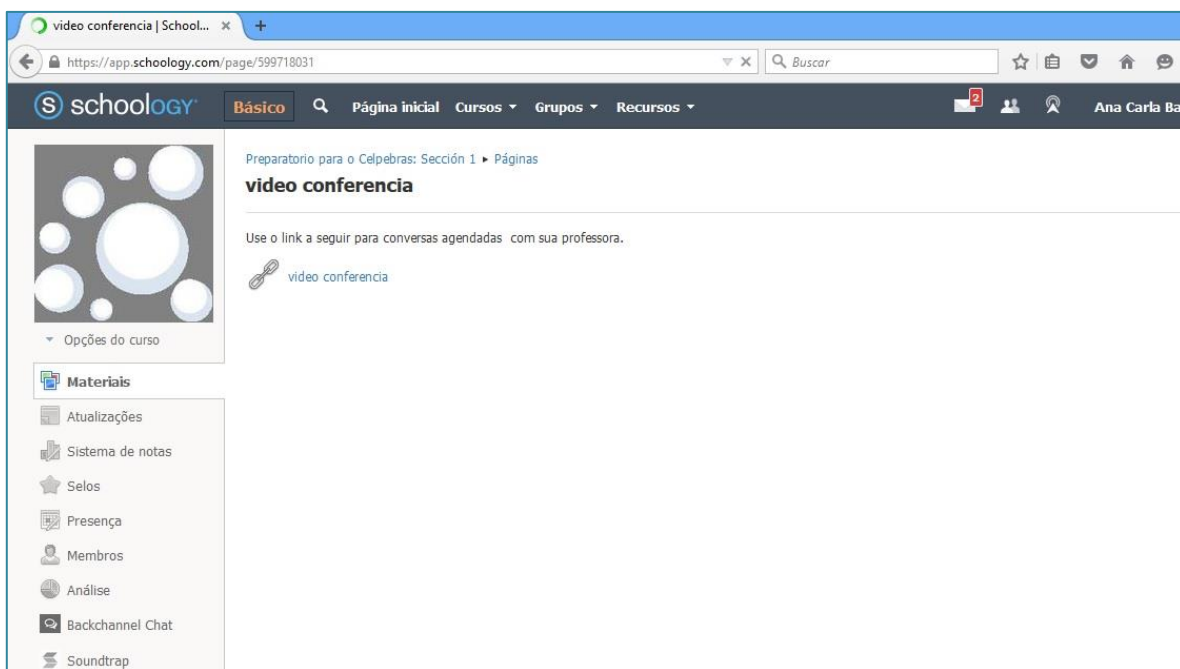 video conferencia | School...
https://app.schoology.com/page/599718031
Buscar
S schoology
Básico Página inicial Cursos Grupos Recursos 2 Ana Carla Ba
Preparatorio para o Celpebras: Sección 1 ▸ Páginas
video conferencia
Use o link a seguir para conversas agendadas com sua professora.
video conferencia
Opções do curso
Materiais
Atualizações
Sistema de notas
Selos
Presença
Membros
Análise
Backchannel Chat
Soundtrap